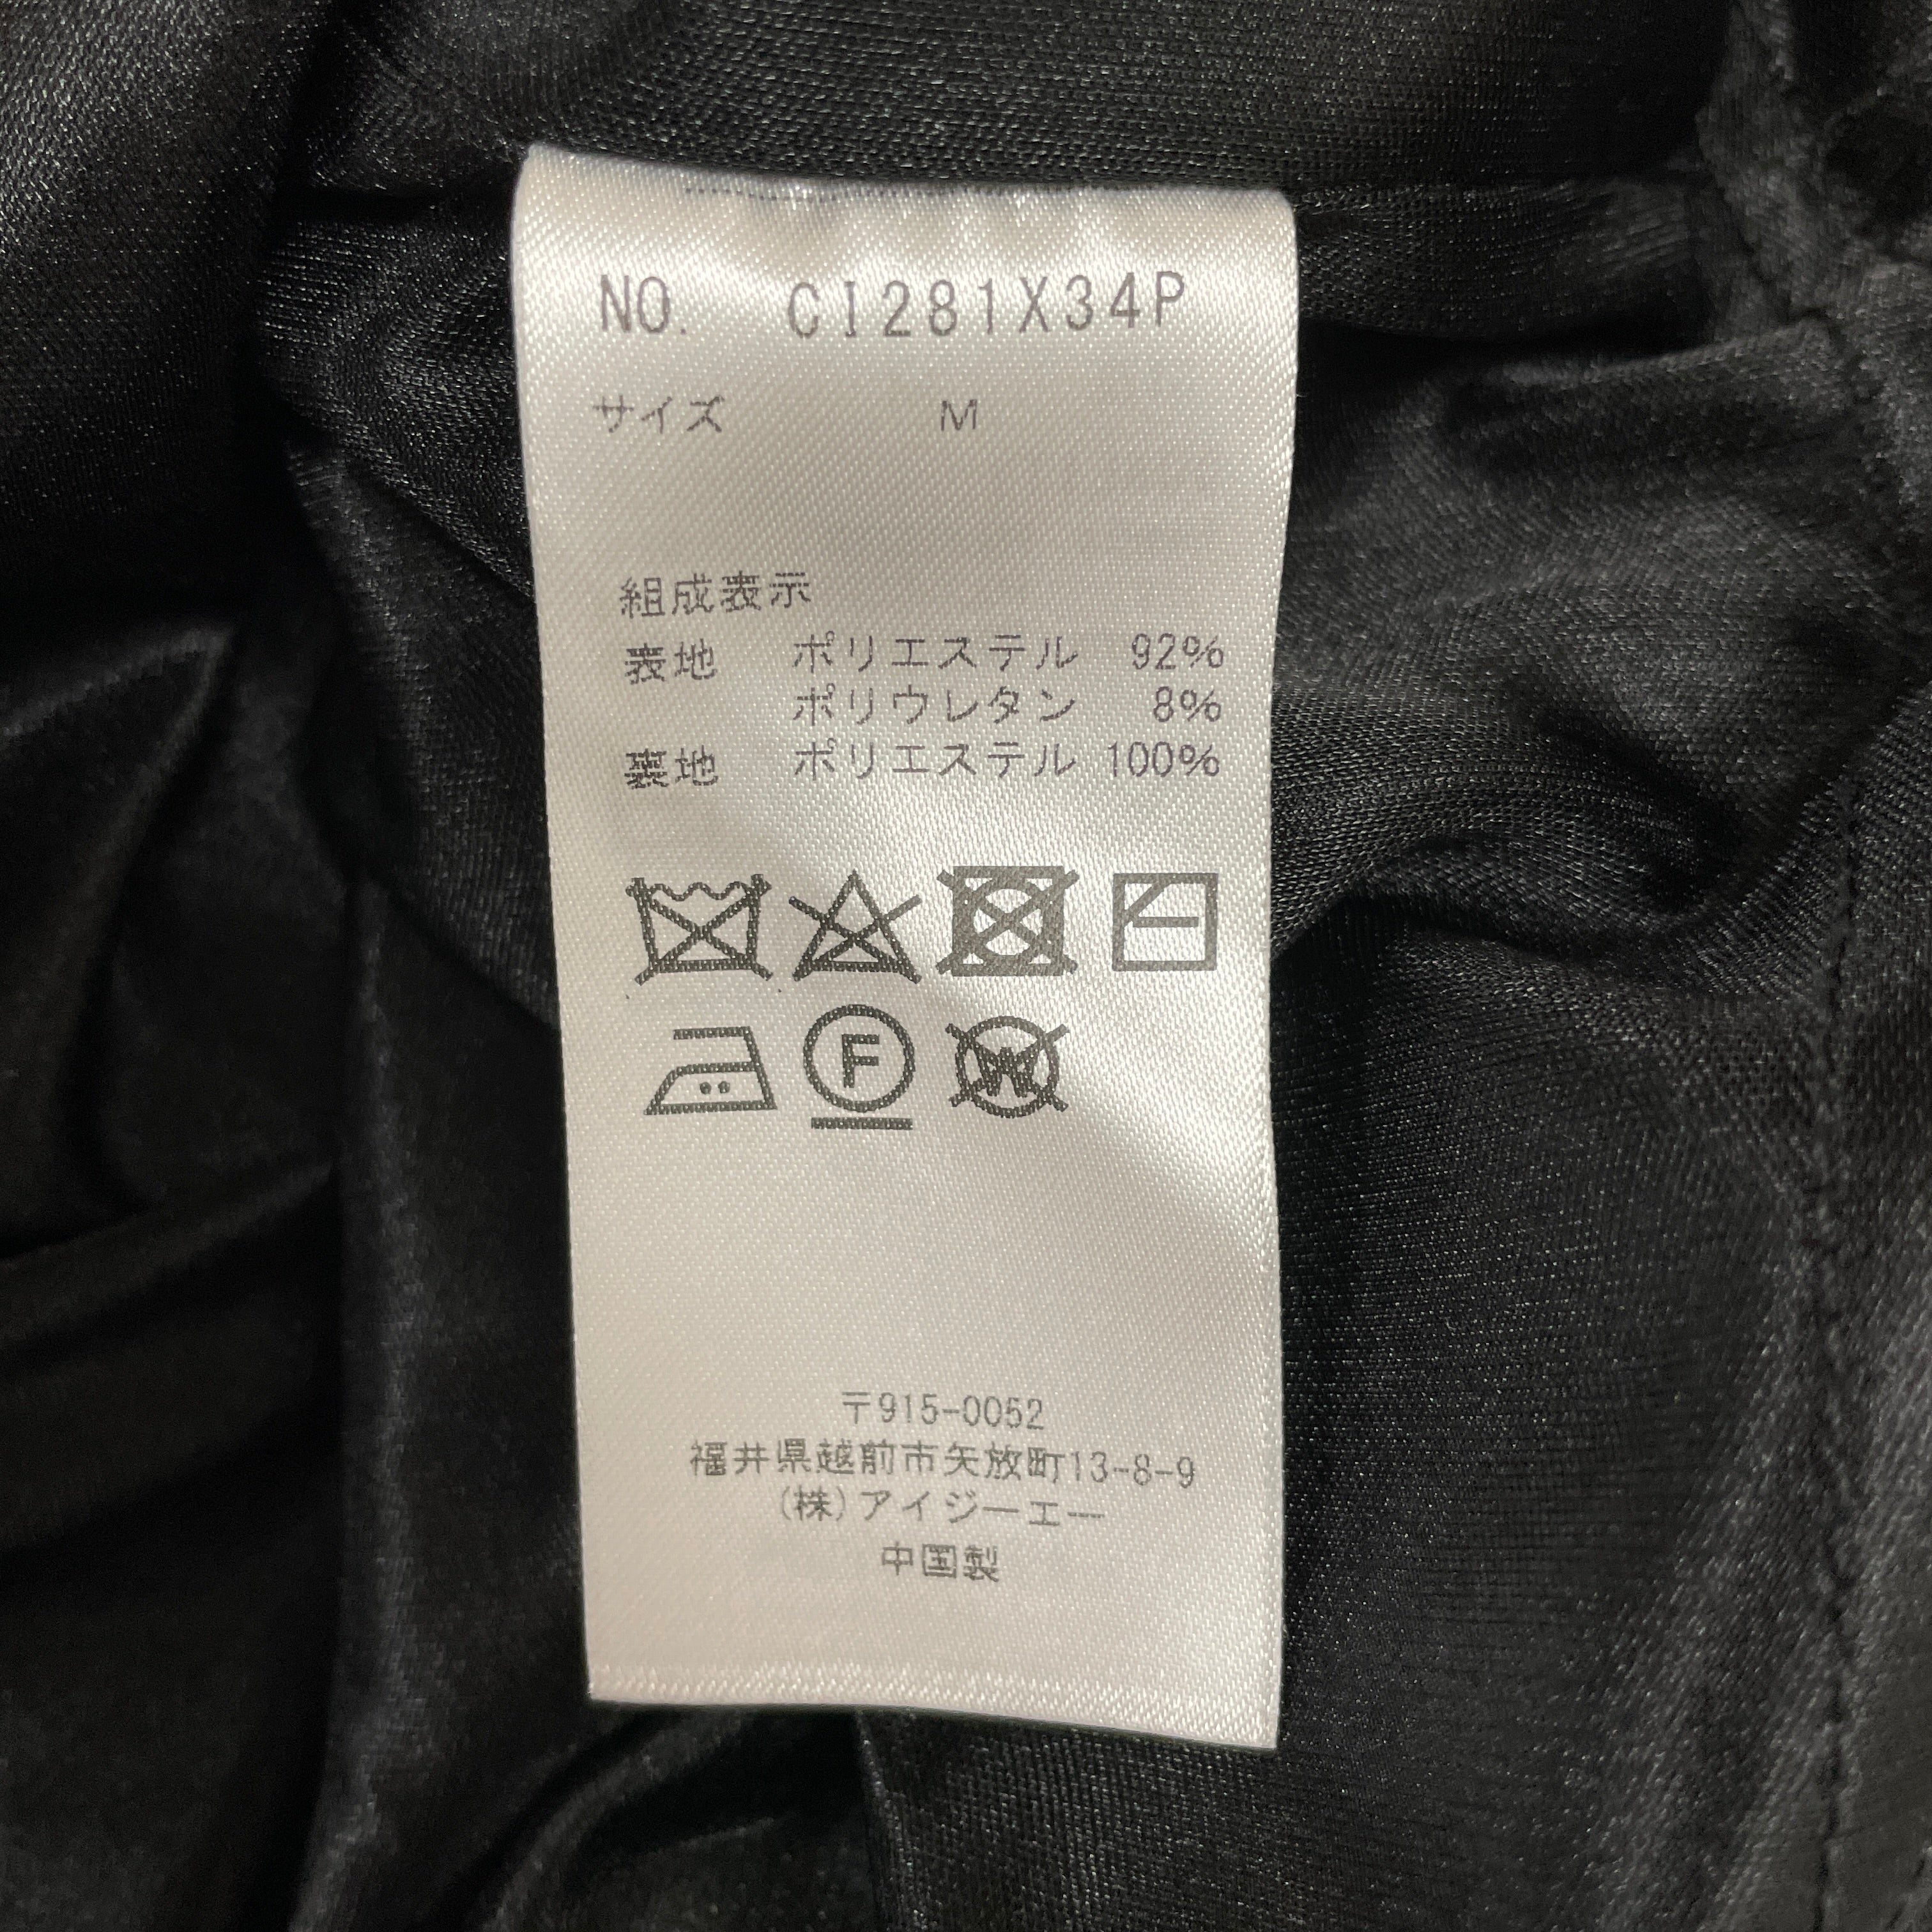 NO. CI281X34P
サイズ M
組成表示
表地 ポリエステル 92%
ポリウレタン 8%
裏地 ポリエステル 100%
F
W
〒915-0052
福井県越前市矢放町13-8-9
(株)アイジーエー
中国製